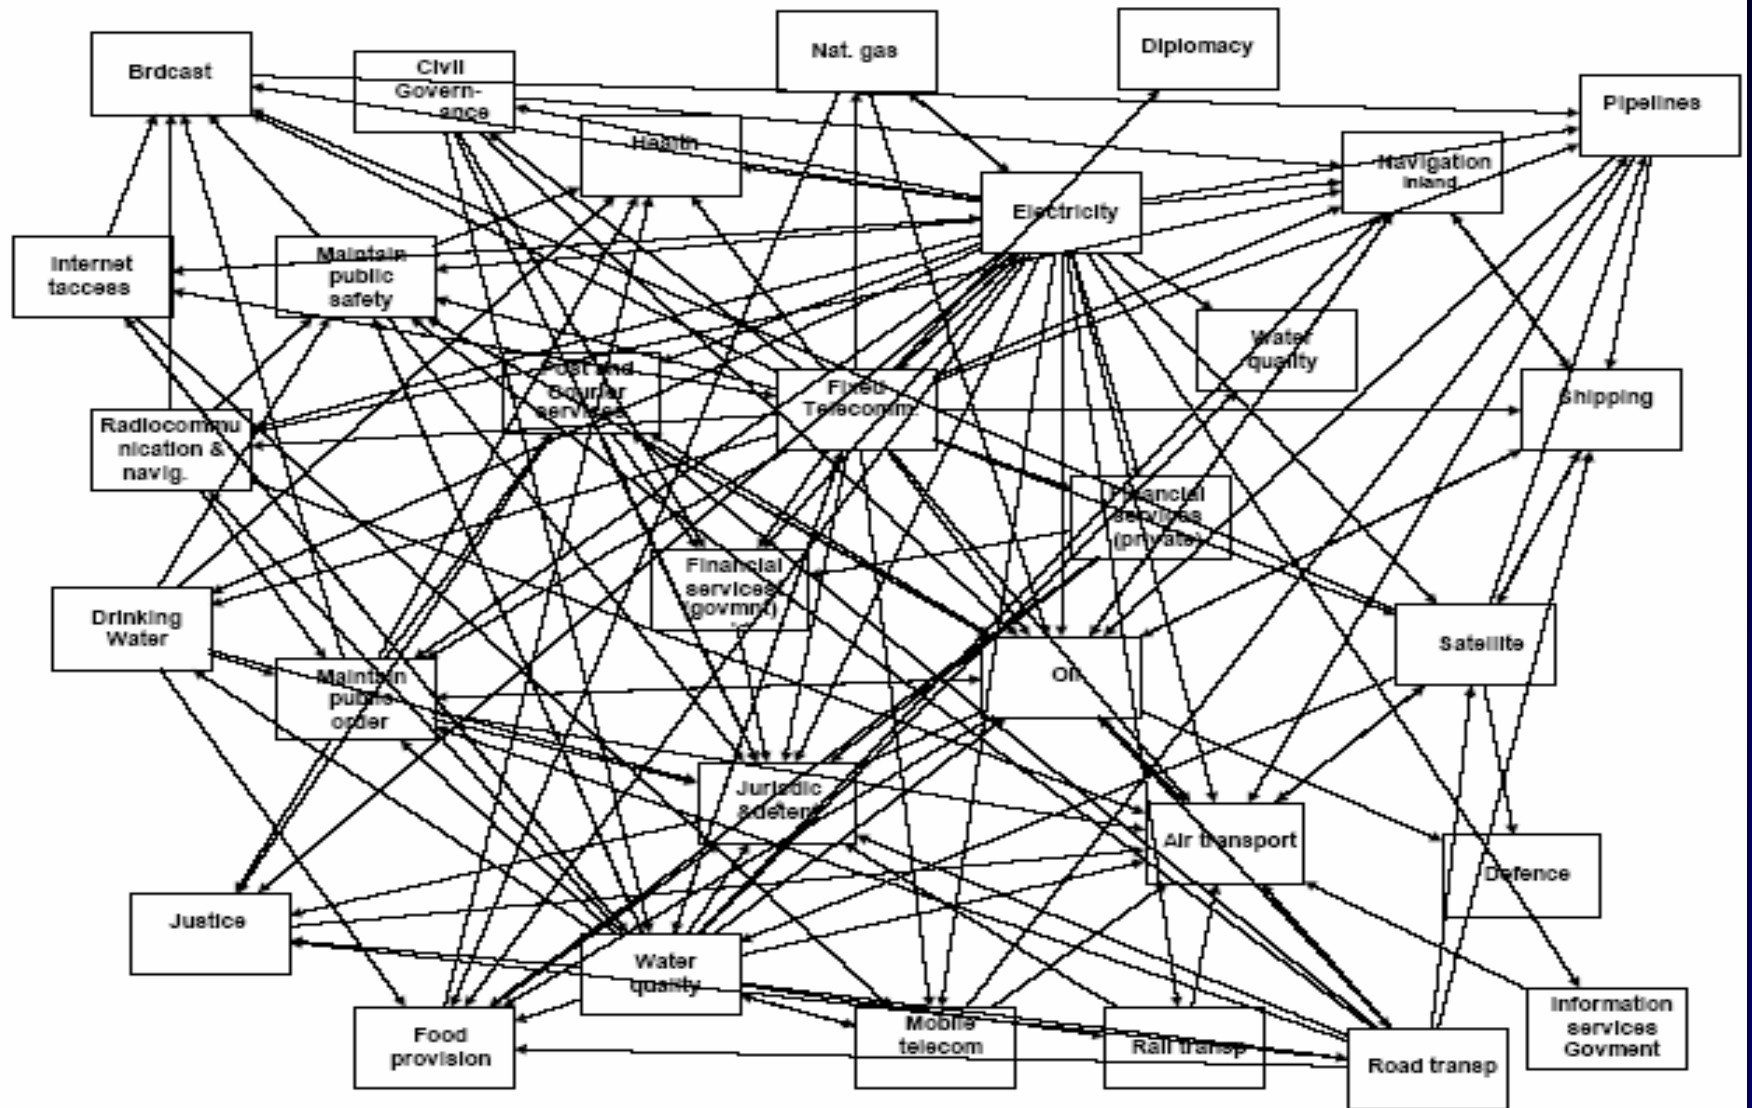 Nat. gas
Diplomacy
Brdcast
Civil
Govern-
ance
Pipelines
Health
Navigation
inland
Electricity
Internet
taccess
Maintain
public
safety
Water
quality
Post and
Courier
services
Fixed
Telecomm.
Shipping
Radiocommu
nication &
navig.
Financial
services
(private)
Financial
services
(govmnt)
Drinking
Water
Satellite
Maintain
public
order
Oil
Juristic
&detent
Air transport
Defence
Justice
Water
quality
Food
provision
Mobile
telecom
Rail transp
Road transp
Information
services
Govment